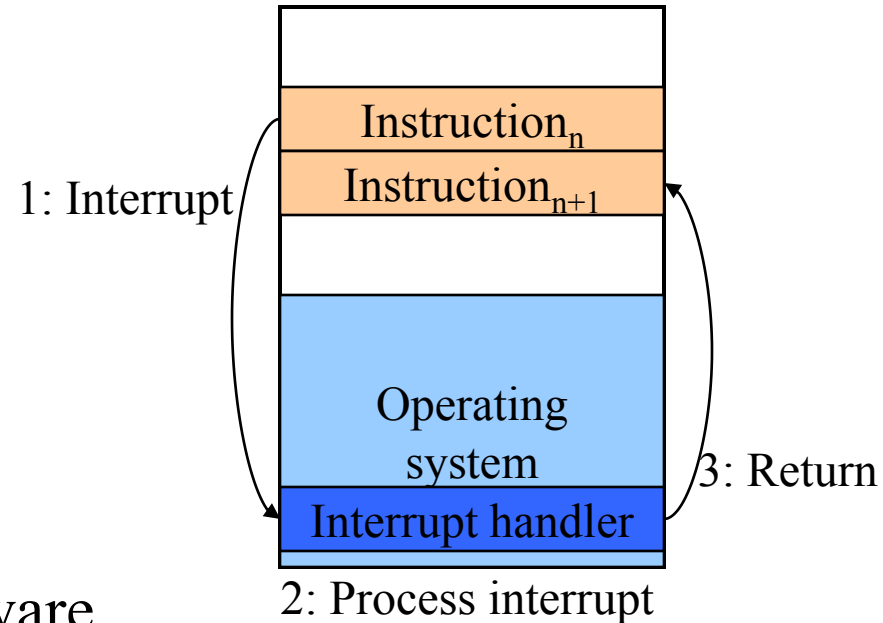 Instructionₙ
1: Interrupt
Instructionₙ₊₁
Operating
system
3: Return
Interrupt handler
2: Process interrupt